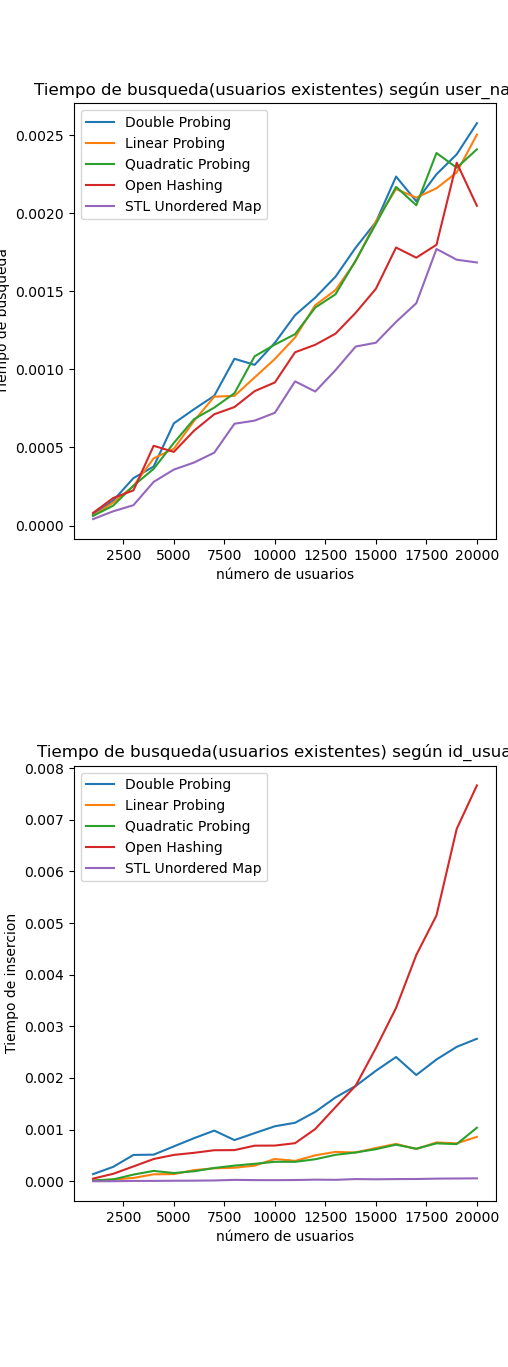 Tiempo de busqueda(usuarios existentes) según user_na
Double Probing
Linear Probing
Quadratic Probing
Open Hashing
STL Unordered Map
0.0025
0.0020
0.0015
0.0010
0.0005
0.0000
Tiempo de busqueda
2500 5000 7500 10000 12500 15000 17500 20000
número de usuarios
Tiempo de busqueda(usuarios existentes) según id_usua
Double Probing
Linear Probing
Quadratic Probing
Open Hashing
STL Unordered Map
0.008
0.007
0.006
0.005
0.004
0.003
0.002
0.001
0.000
Tiempo de insercion
2500 5000 7500 10000 12500 15000 17500 20000
número de usuarios